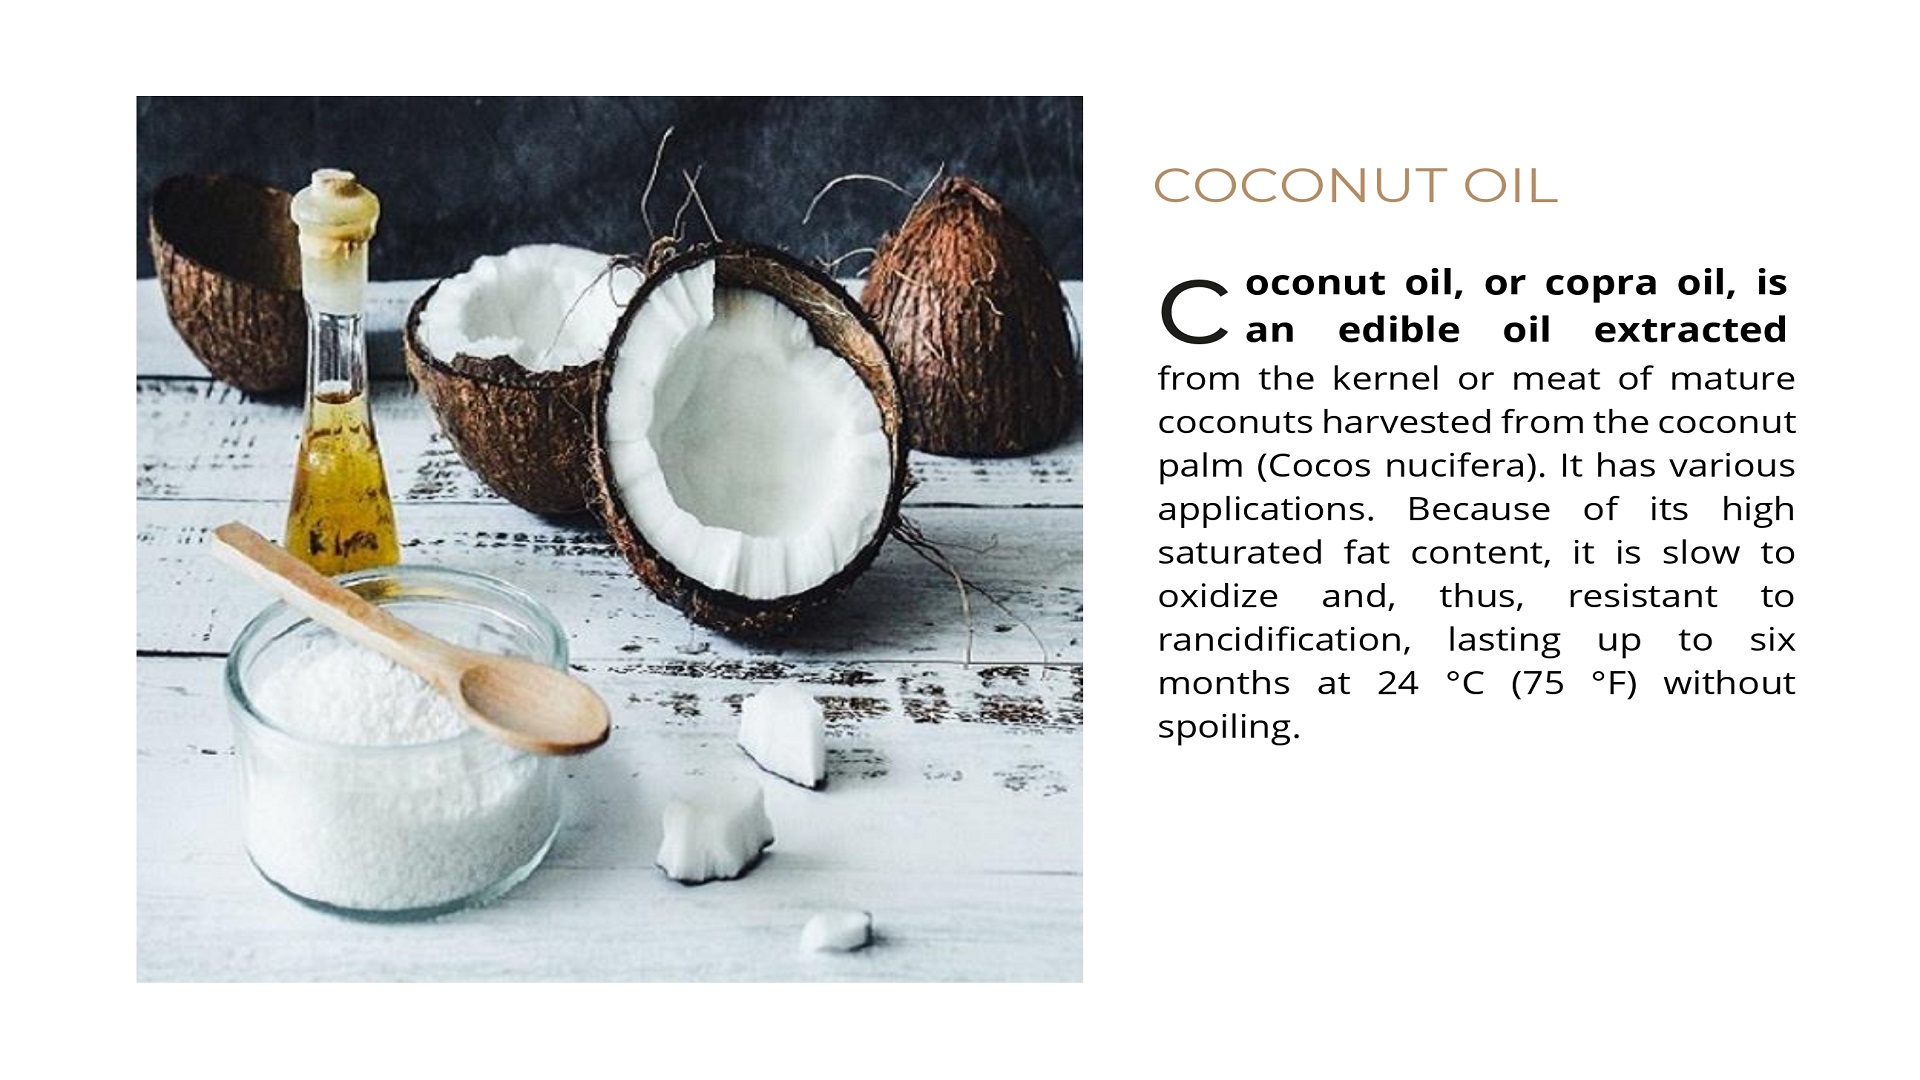 COCONUT OIL
Coconut oil, or copra oil, is
an edible oil extracted
from the kernel or meat of mature
coconuts harvested from the coconut
palm (Cocos nucifera). It has various
applications. Because of its high
saturated fat content, it is slow to
oxidize and, thus, resistant to
rancidification, lasting up to six
months at 24 °C (75 °F) without
spoiling.